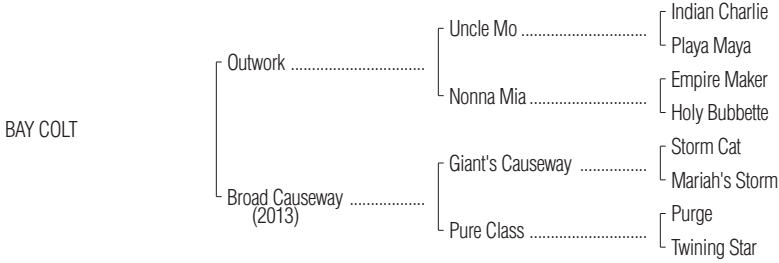 Indian Charlie
Uncle Mo ..............................
Playa Maya
Outwork ................................
Empire Maker
Nonna Mia ............................
Holy Bubbette
BAY COLT
Storm Cat
Giant's Causeway ................
Mariah's Storm
Broad Causeway ..................
(2013)
Purge
Pure Class ............................
Twining Star